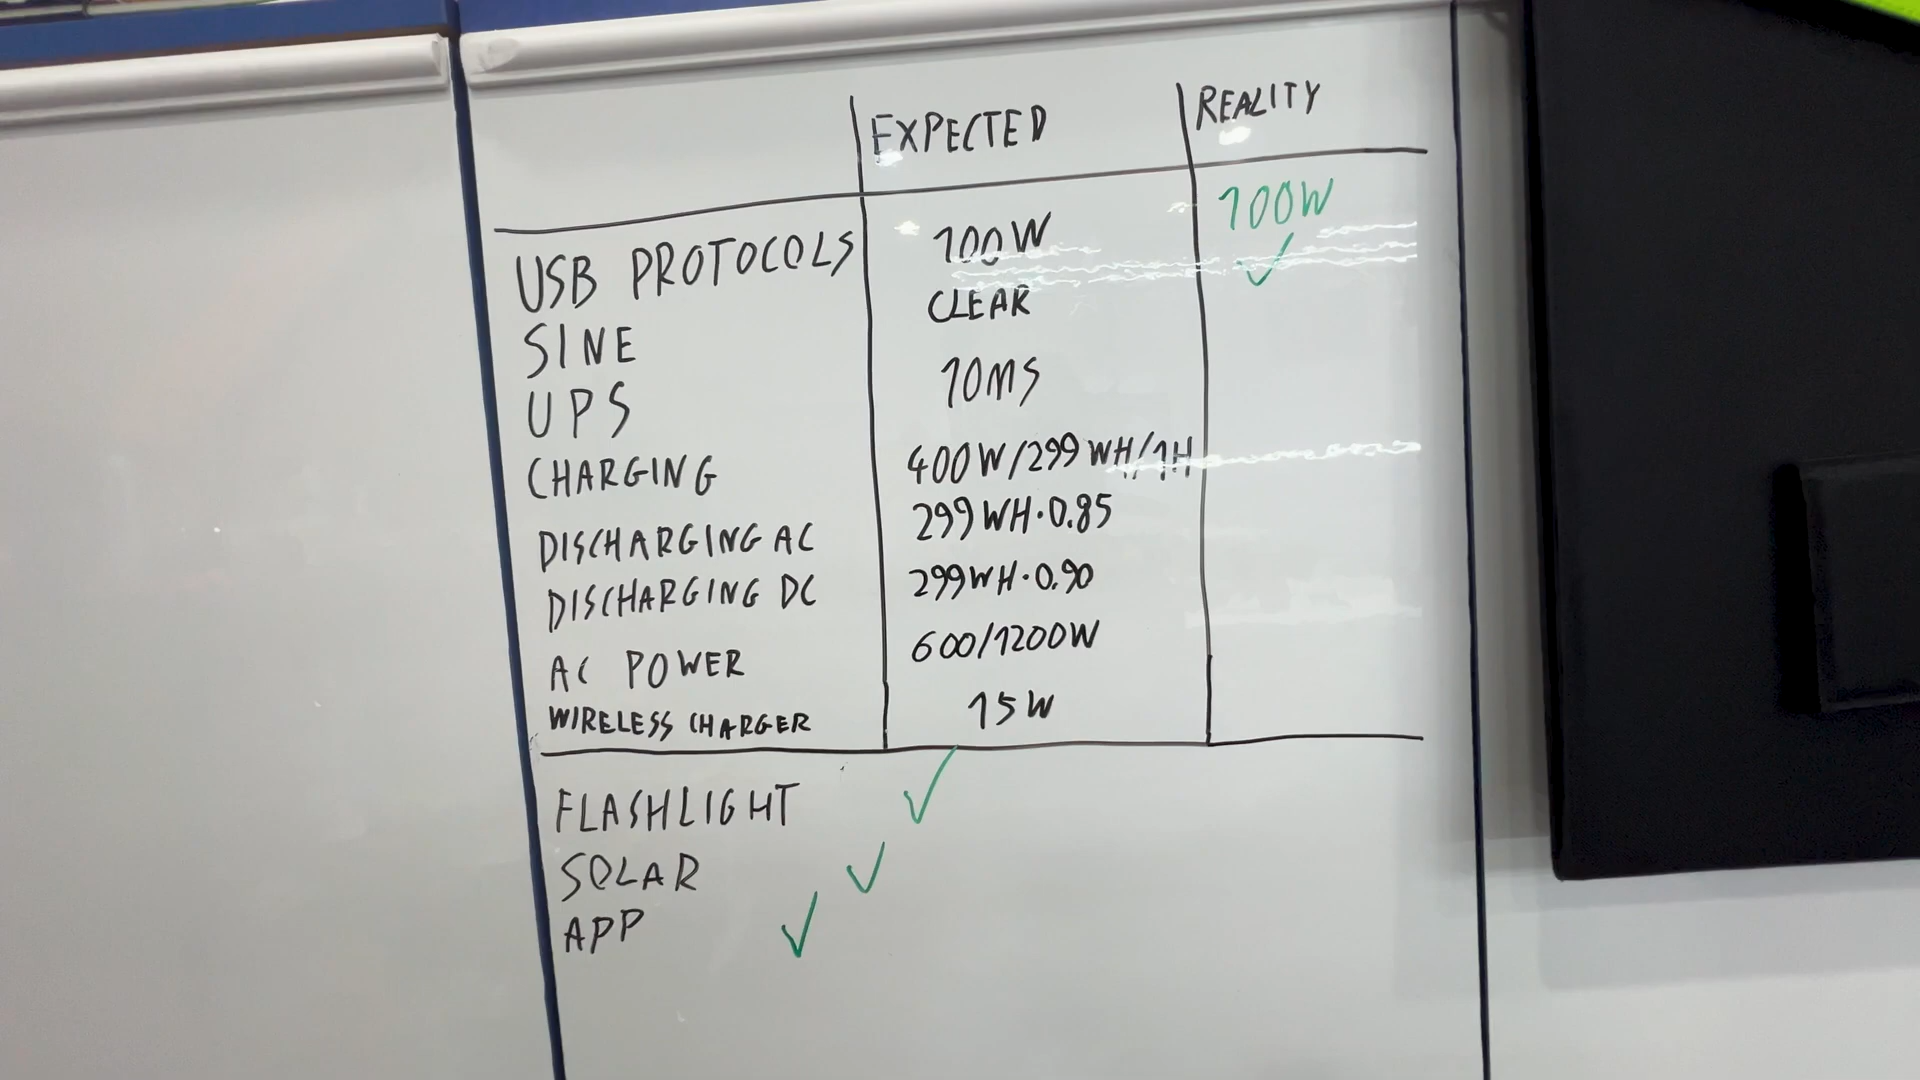 EXPECTED REALITY
USB PROTOCOLS 100W 100W
SINE CLEAR ✓
UPS 10MS
CHARGING 400W/299WH/1H
DISCHARGING AC 299WH·0.85
DISCHARGING DC 299WH·0.90
AC POWER 600/1200W
WIRELESS CHARGER 15W
FLASHLIGHT ✓
SOLAR ✓
APP ✓